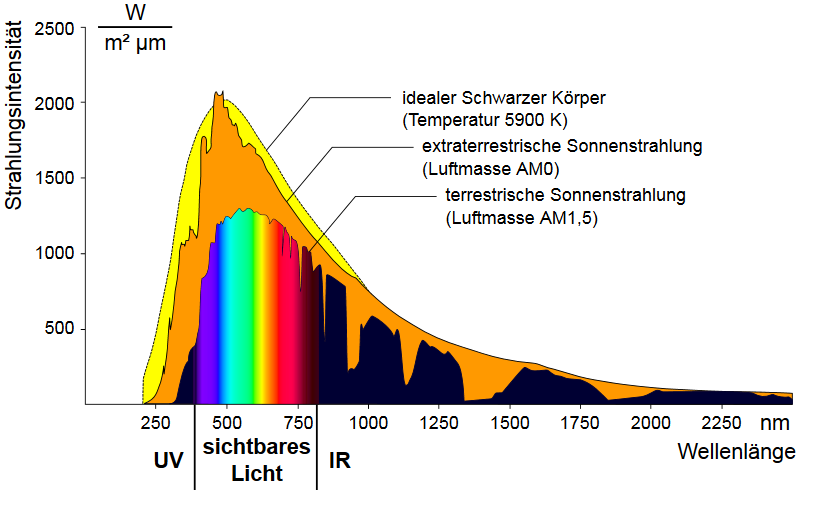 W
m² µm
Strahlungsintensität
2500
2000
1500
1000
500
idealer Schwarzer Körper
(Temperatur 5900 K)
extraterrestrische Sonnenstrahlung
(Luftmasse AM0)
terrestrische Sonnenstrahlung
(Luftmasse AM1,5)
250 500 750 1000 1250 1500 1750 2000 2250 nm
Wellenlänge
UV sichtbares Licht IR